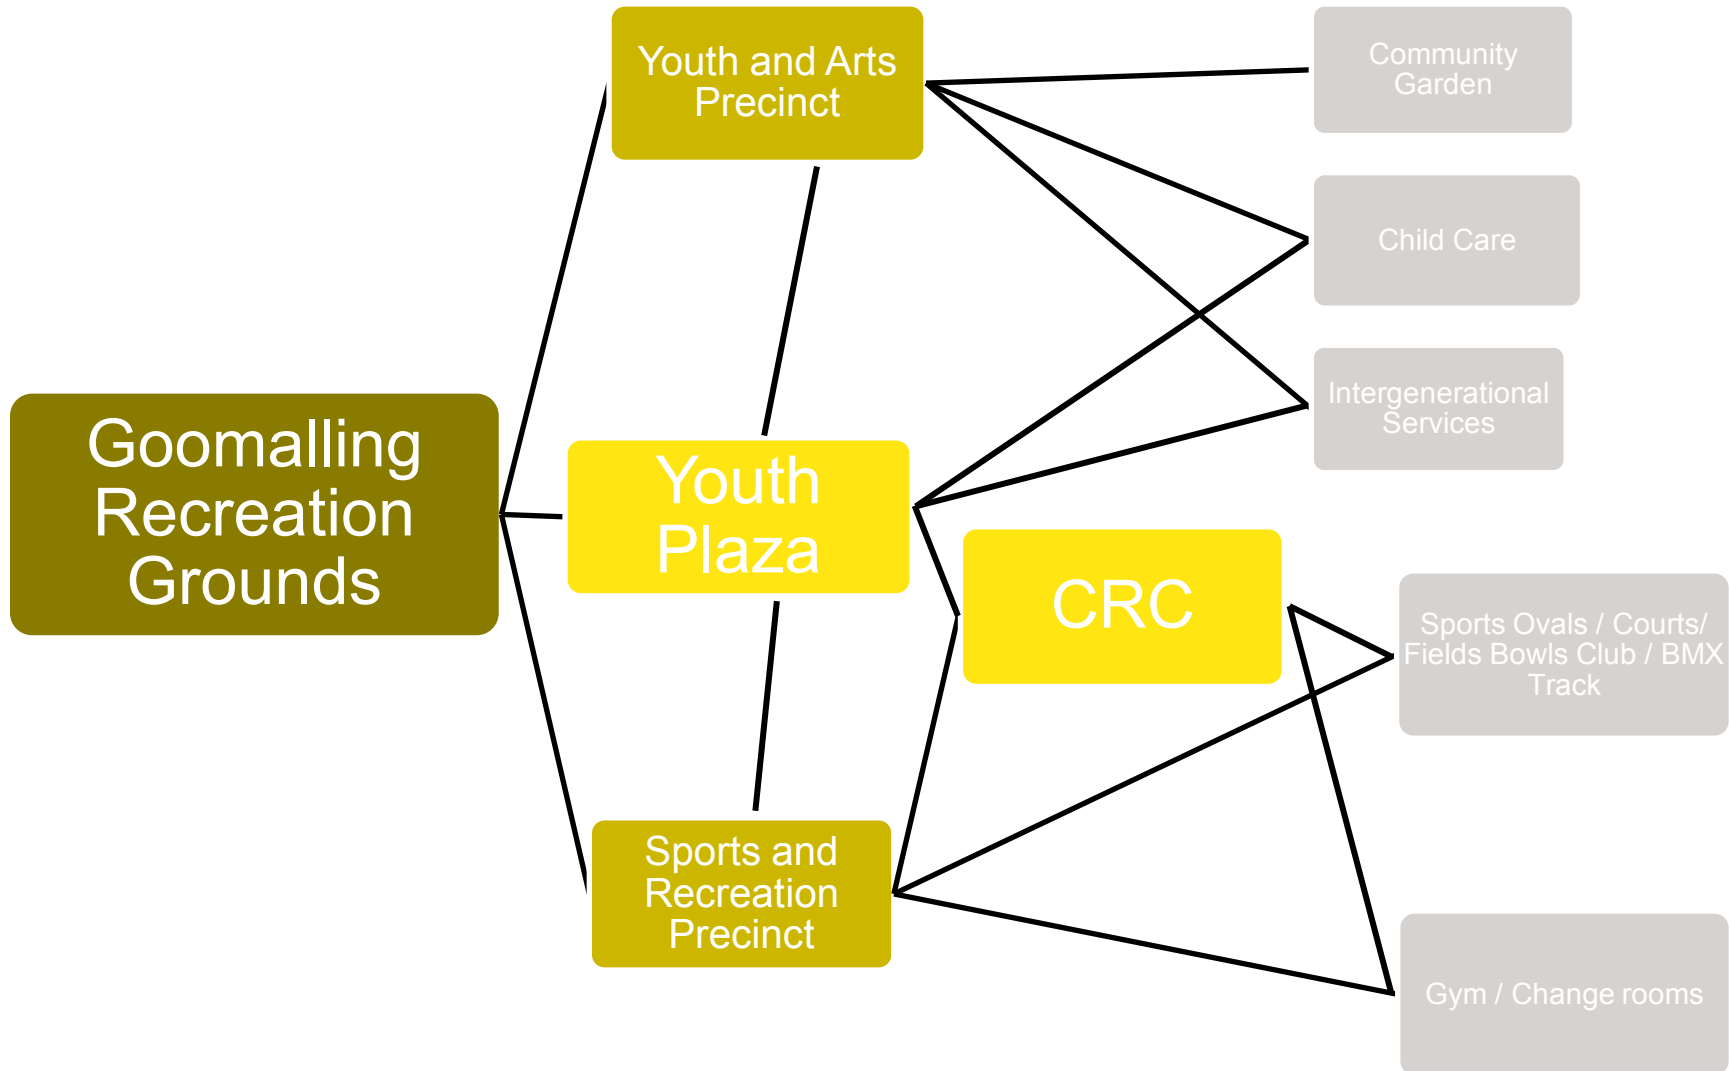 Youth and Arts
Precinct
Community
Garden
Child Care
Intergenerational
Services
Goomalling
Recreation
Grounds
Youth
Plaza
CRC
Sports Ovals / Courts/
Fields Bowls Club / BMX
Track
Sports and
Recreation
Precinct
Gym / Change rooms